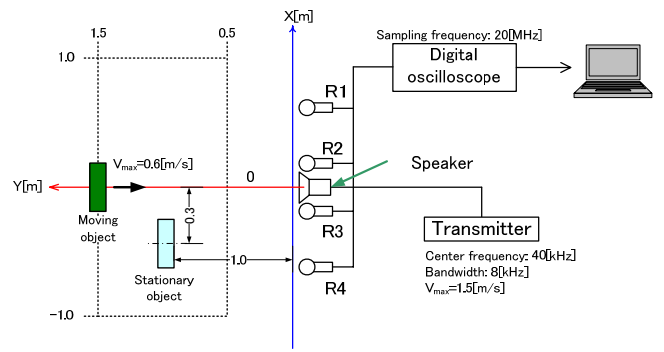 X[m]
1.5
0.5
Sampling frequency: 20[MHz]
Digital
oscilloscope
1.0
R1
R2
Vmax=0.6[m/s]
Speaker
0
Y[m]
Moving
object
0.3
R3
Transmitter
1.0
Center frequency: 40[kHz]
Bandwidth: 8[kHz]
Vmax=1.5[m/s]
Stationary
object
R4
-1.0